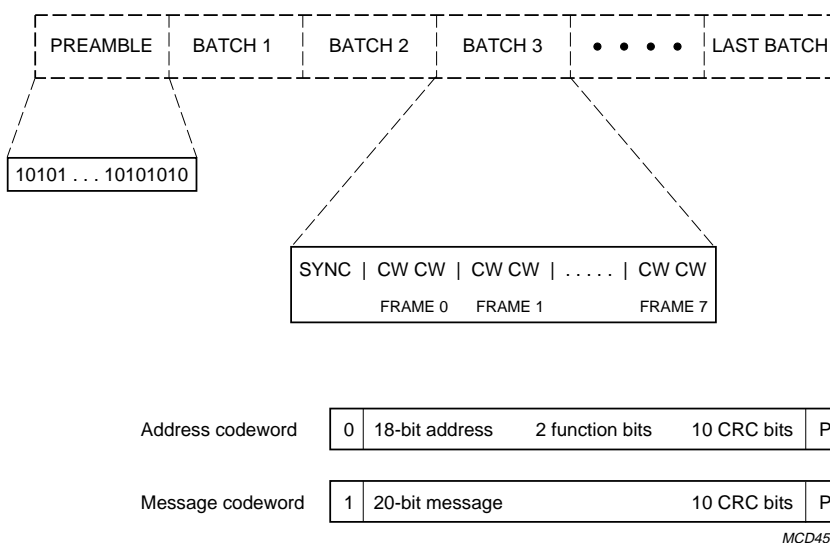 PREAMBLE BATCH 1 BATCH 2 BATCH 3 • • • • LAST BATCH
10101 . . . 10101010
SYNC | CW CW | CW CW | . . . . . | CW CW
FRAME 0 FRAME 1 FRAME 7
Address codeword 0 18-bit address 2 function bits 10 CRC bits P
Message codeword 1 20-bit message 10 CRC bits P
MCD45